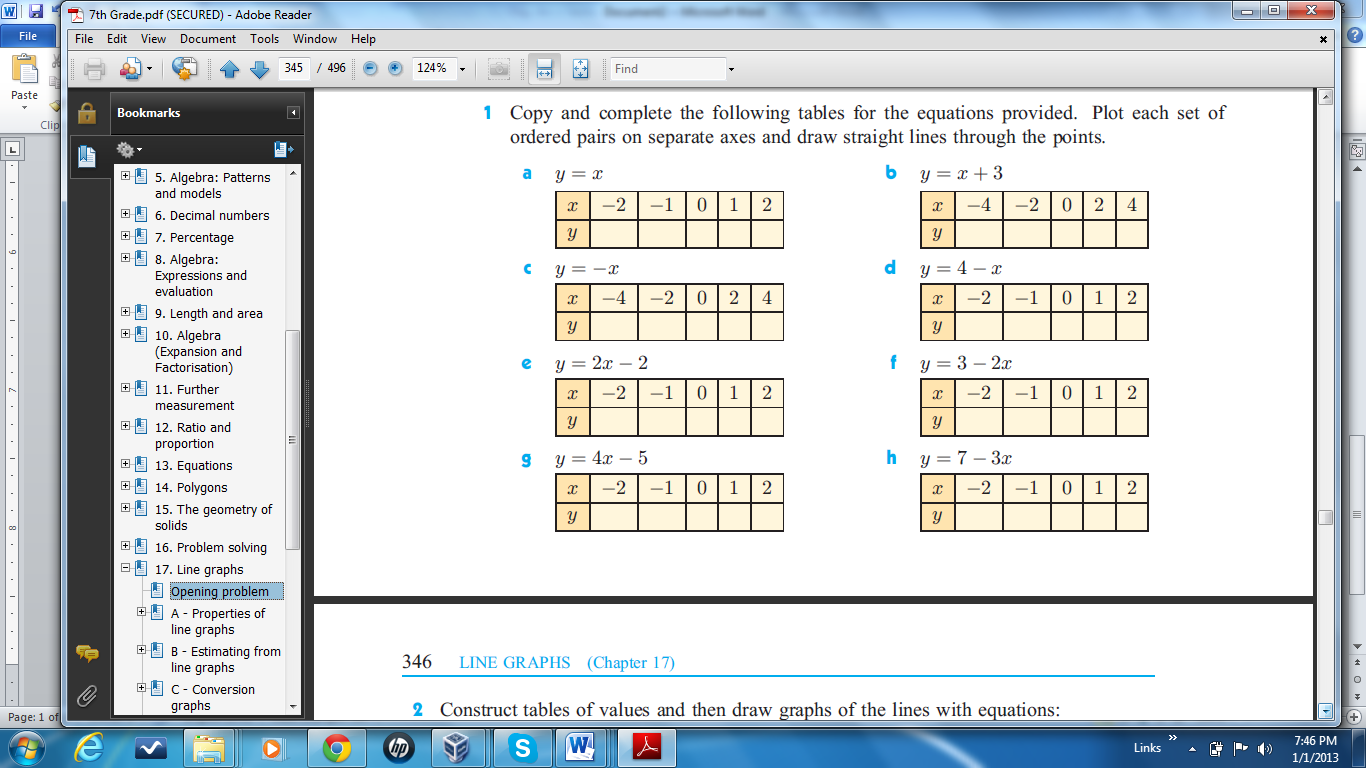 7th Grade.pdf (SECURED) - Adobe Reader
File
File Edit View Document Tools Window Help
345 / 496 124% Find
Paste
Clip
Bookmarks
5. Algebra: Patterns
and models
6. Decimal numbers
7. Percentage
8. Algebra:
Expressions and
evaluation
9. Length and area
10. Algebra
(Expansion and
Factorisation)
11. Further
measurement
12. Ratio and
proportion
13. Equations
14. Polygons
15. The geometry of
solids
16. Problem solving
17. Line graphs
Opening problem
A - Properties of
line graphs
B - Estimating from
line graphs
C - Conversion
graphs
1 Copy and complete the following tables for the equations provided. Plot each set of
ordered pairs on separate axes and draw straight lines through the points.
a y = x
x −2 −1 0 1 2
y
b y = x + 3
x −4 −2 0 2 4
y
c y = −x
x −4 −2 0 2 4
y
d y = 4 − x
x −2 −1 0 1 2
y
e y = 2x − 2
x −2 −1 0 1 2
y
f y = 3 − 2x
x −2 −1 0 1 2
y
g y = 4x − 5
x −2 −1 0 1 2
y
h y = 7 − 3x
x −2 −1 0 1 2
y
346 LINE GRAPHS (Chapter 17)
2 Construct tables of values and then draw graphs of the lines with equations:
Page: 1 of
Links
7:46 PM
1/1/2013